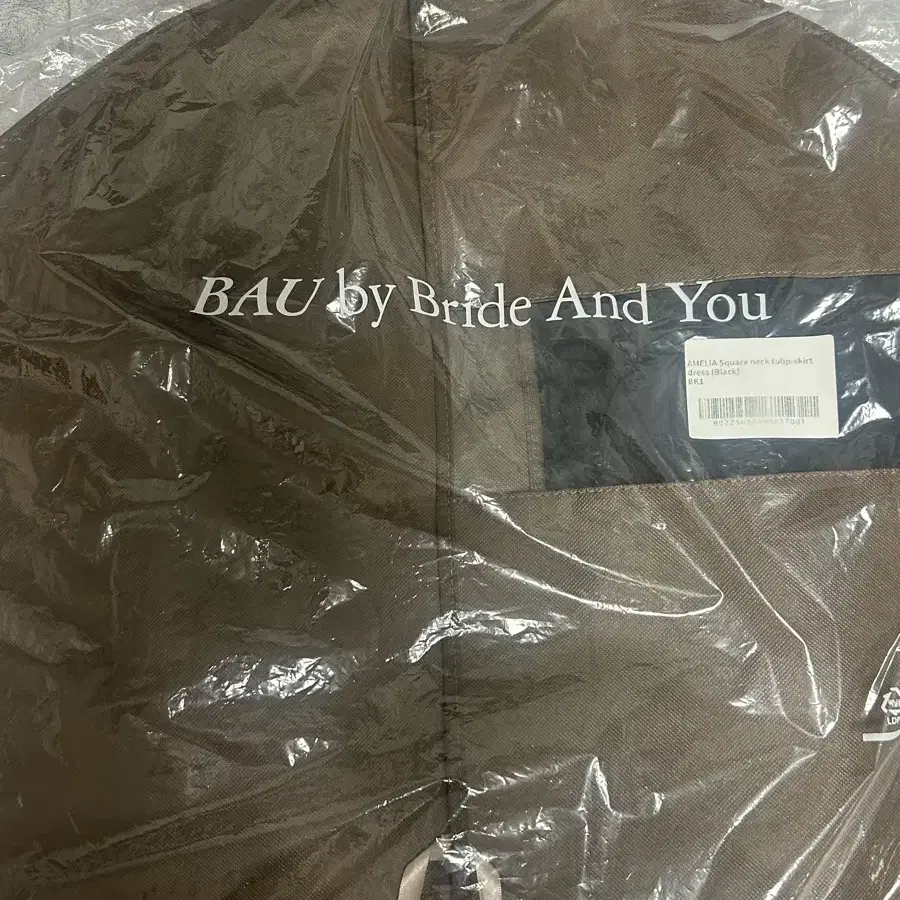 BAU by Bride And You
AMELIA Square neck tulip-skirt
dress (Black)
BK1